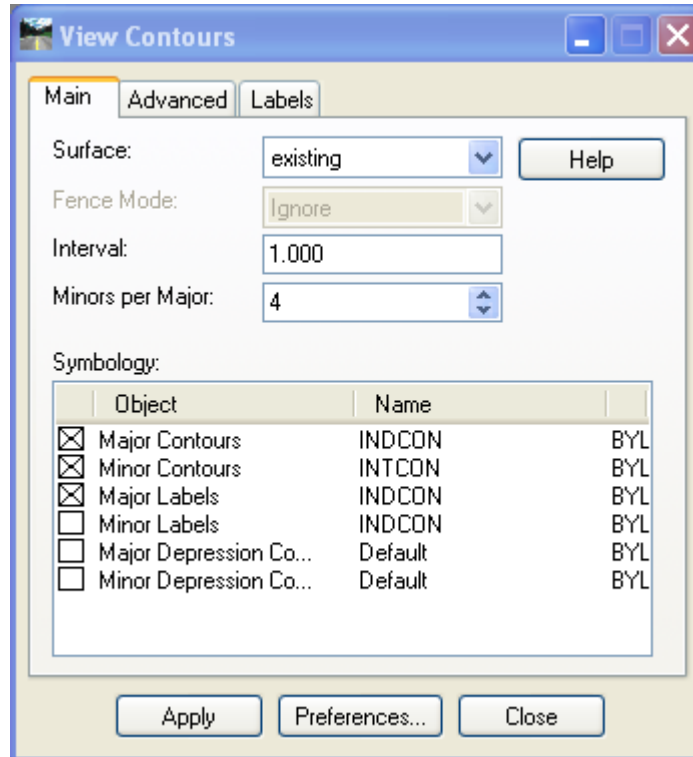 View Contours
Main Advanced Labels
Surface: existing Help
Fence Mode: Ignore
Interval: 1.000
Minors per Major: 4
Symbology:
Object Name
Major Contours INDCON BYL
Minor Contours INTCON BYL
Major Labels INDCON BYL
Minor Labels INDCON BYL
Major Depression Co... Default BYL
Minor Depression Co... Default BYL
Apply Preferences... Close